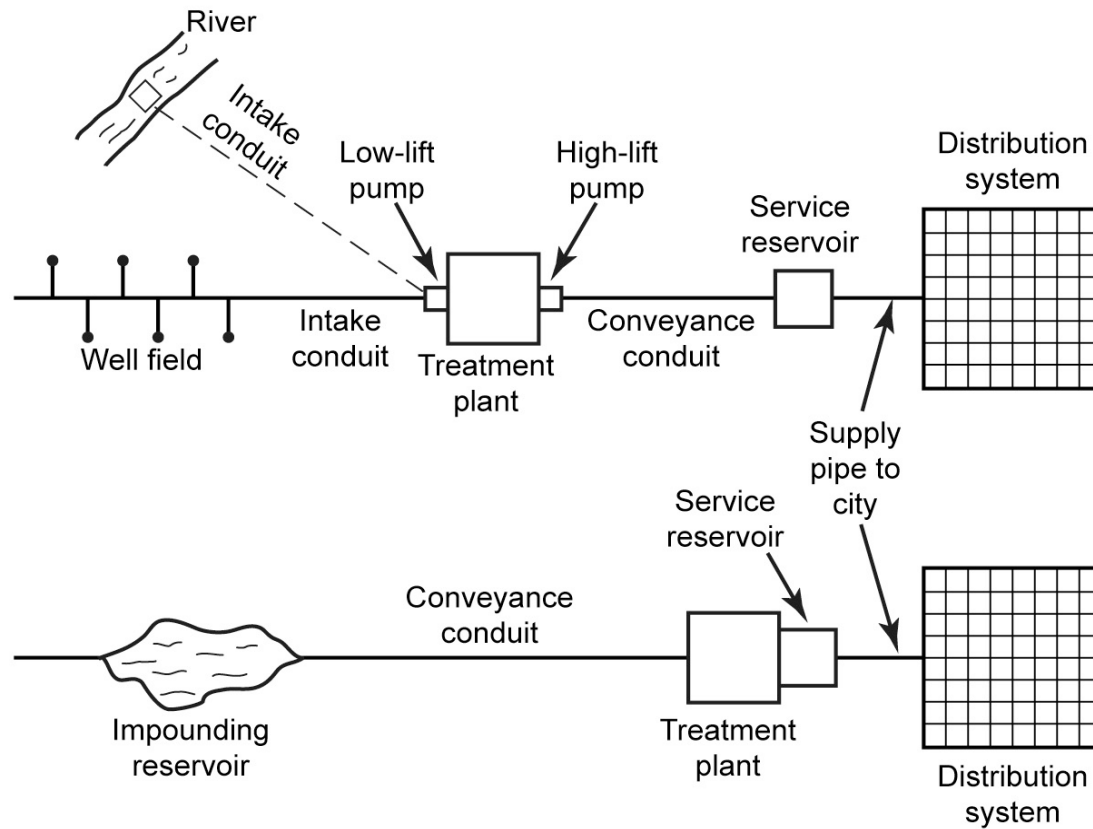 River
Intake
conduit
Low-lift
pump
High-lift
pump
Distribution
system
Service
reservoir
Well field
Intake
conduit
Treatment
plant
Conveyance
conduit
Supply
pipe to
city
Service
reservoir
Conveyance
conduit
Impounding
reservoir
Treatment
plant
Distribution
system